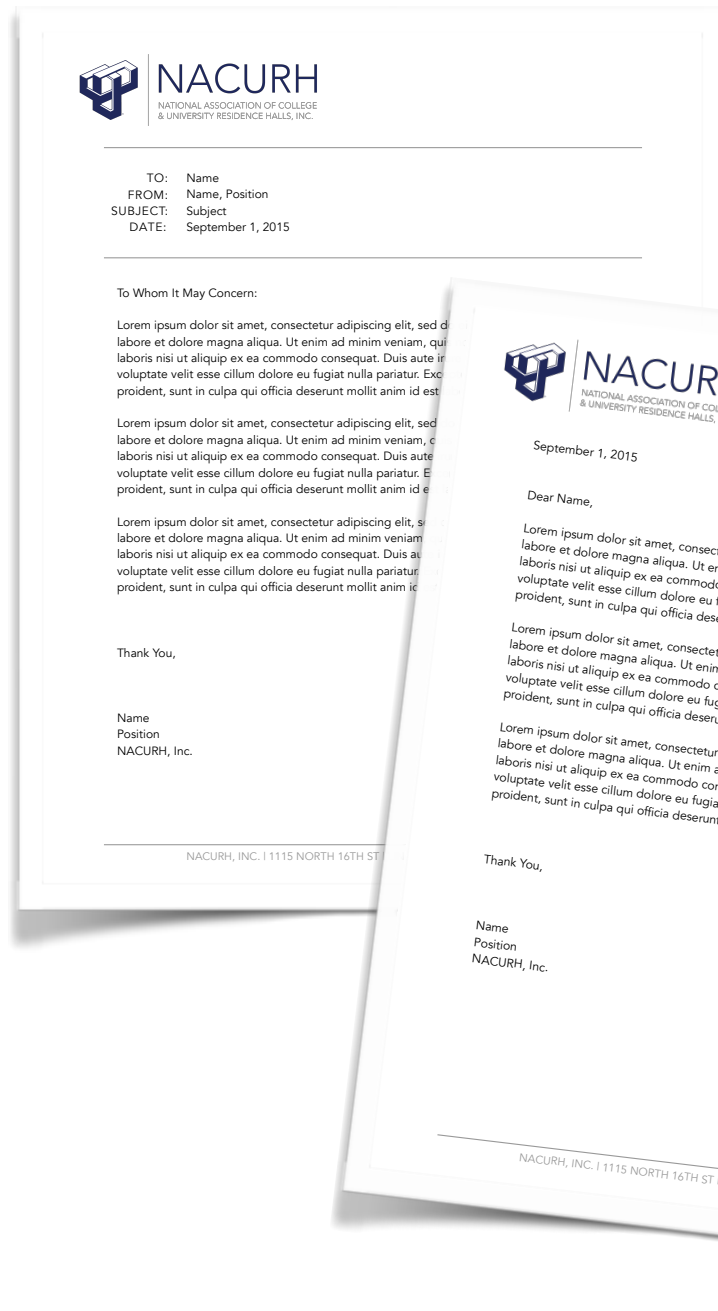 NACURH
NATIONAL ASSOCIATION OF COLLEGE
& UNIVERSITY RESIDENCE HALLS, INC.
TO: Name
FROM: Name, Position
SUBJECT: Subject
DATE: September 1, 2015
To Whom It May Concern:
Lorem ipsum dolor sit amet, consectetur adipiscing elit, sed
labore et dolore magna aliqua. Ut enim ad minim veniam,
laboris nisi ut aliquip ex ea commodo consequat. Duis aute
voluptate velit esse cillum dolore eu fugiat nulla pariatur.
proident, sunt in culpa qui officia deserunt mollit anim id est
Lorem ipsum dolor sit amet, consectetur adipiscing elit, sed
labore et dolore magna aliqua. Ut enim ad minim veniam,
laboris nisi ut aliquip ex ea commodo consequat. Duis aute
voluptate velit esse cillum dolore eu fugiat nulla pariatur.
proident, sunt in culpa qui officia deserunt mollit anim id
Lorem ipsum dolor sit amet, consectetur adipiscing elit,
labore et dolore magna aliqua. Ut enim ad minim veniam
laboris nisi ut aliquip ex ea commodo consequat. Duis
voluptate velit esse cillum dolore eu fugiat nulla pariatur.
proident, sunt in culpa qui officia deserunt mollit anim
Thank You,
Name
Position
NACURH, Inc.
NACURH, INC. | 1115 NORTH 16TH ST
NACUR
NATIONAL ASSOCIATION OF
& UNIVERSITY RESIDENCE HALLS,
September 1, 2015
Dear Name,
Lorem ipsum dolor sit amet,
labore et dolore magna aliqua. Ut
laboris nisi ut aliquip ex ea commodo
voluptate velit esse cillum dolore eu
proident, sunt in culpa qui officia
Lorem ipsum dolor sit amet,
labore et dolore magna aliqua. Ut enim
laboris nisi ut aliquip ex ea commodo
voluptate velit esse cillum dolore eu
proident, sunt in culpa qui officia
Lorem ipsum dolor sit amet, consectetur
labore et dolore magna aliqua. Ut enim
laboris nisi ut aliquip ex ea commodo
voluptate velit esse cillum dolore eu
proident, sunt in culpa qui officia deserunt
Thank You,
Name
Position
NACURH, Inc.
NACURH, INC. | 1115 NORTH 16TH ST